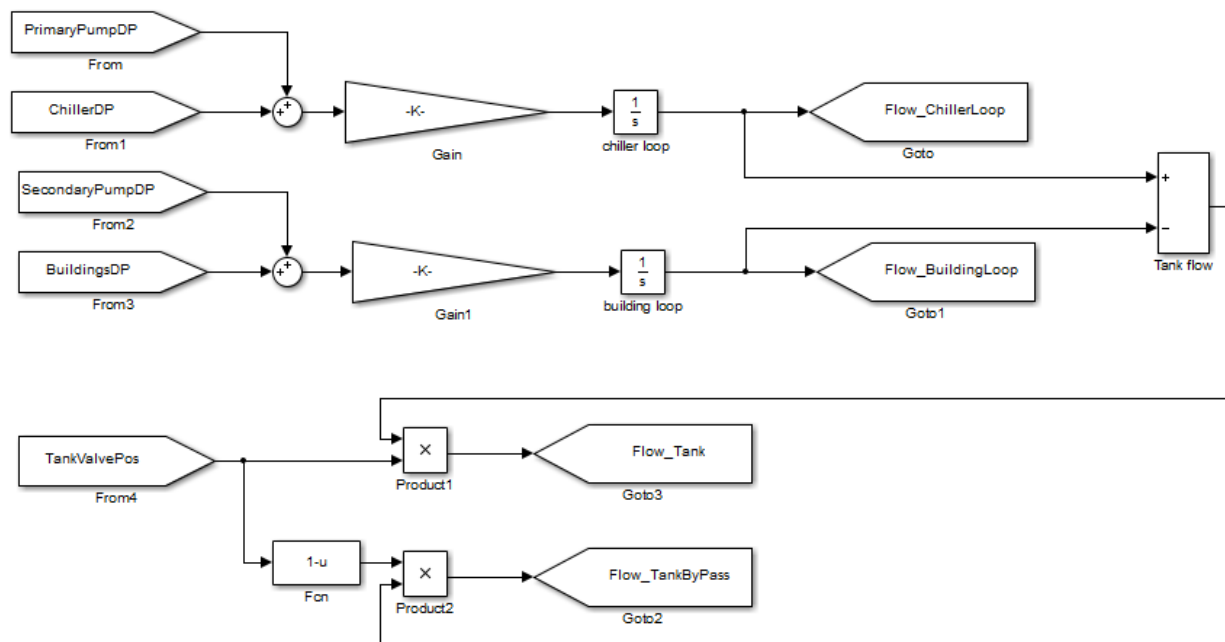 PrimaryPumpDP
From
ChillerDP
From1
+
+
-K-
Gain
1
s
chiller loop
Flow_ChillerLoop
Goto
SecondaryPumpDP
From2
BuildingsDP
From3
+
+
-K-
Gain1
1
s
building loop
Flow_BuildingLoop
Goto1
+
−
Tank flow
TankValvePos
From4
×
Product1
Flow_Tank
Goto3
1-u
Fcn
×
Product2
Flow_TankByPass
Goto2